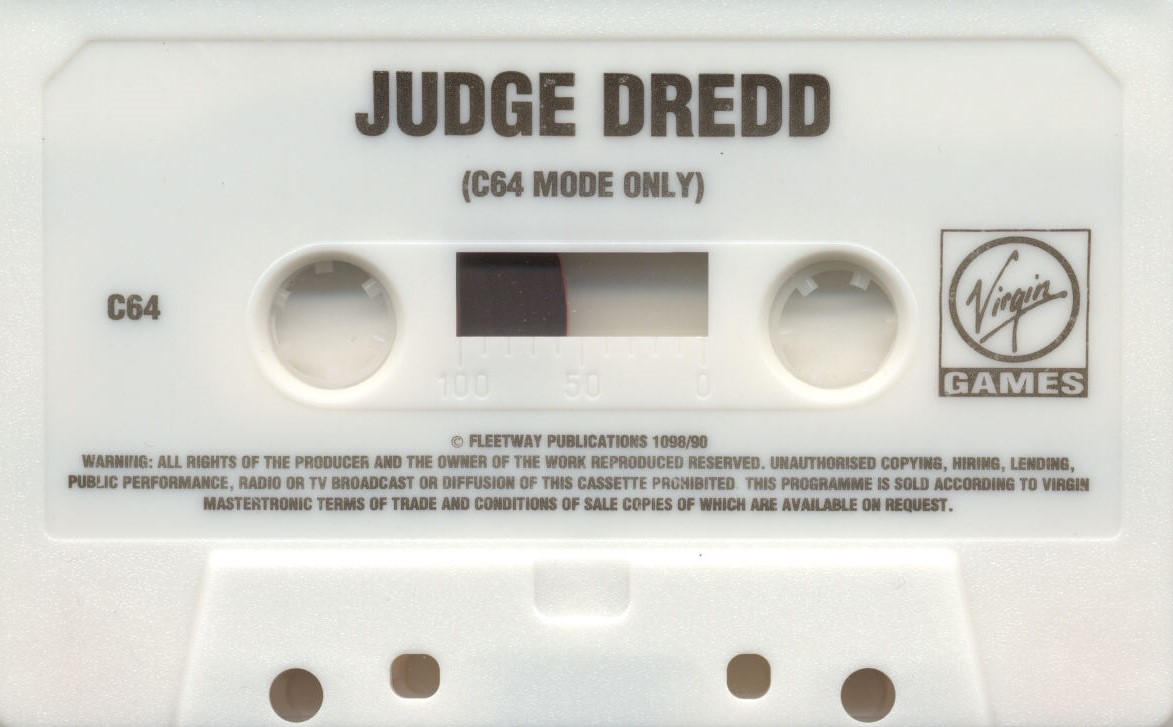 JUDGE DREDD
(C64 MODE ONLY)
C64
Virgin
GAMES
100 50 0
© FLEETWAY PUBLICATIONS 1098/90
WARNING: ALL RIGHTS OF THE PRODUCER AND THE OWNER OF THE WORK REPRODUCED RESERVED. UNAUTHORISED COPYING, HIRING, LENDING,
PUBLIC PERFORMANCE, RADIO OR TV BROADCAST OR DIFFUSION OF THIS CASSETTE PROHIBITED. THIS PROGRAMME IS SOLD ACCORDING TO VIRGIN
MASTERTRONIC TERMS OF TRADE AND CONDITIONS OF SALE COPIES OF WHICH ARE AVAILABLE ON REQUEST.